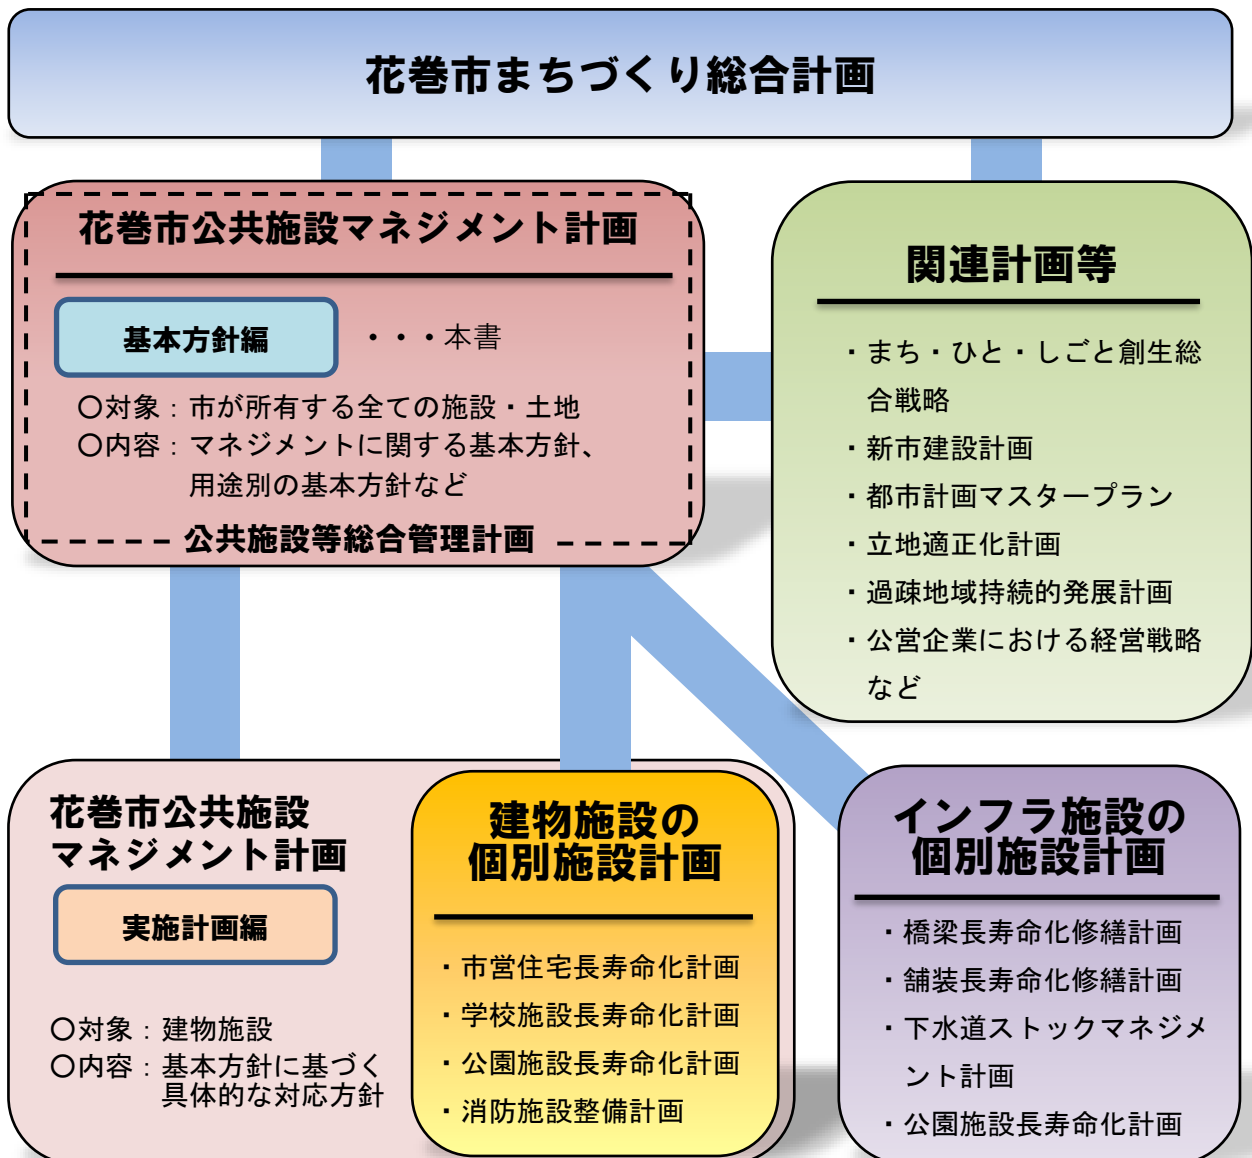 花巻市まちづくり総合計画
花巻市公共施設マネジメント計画
基本方針編 ・・・本書
〇対象：市が所有する全ての施設・土地
〇内容：マネジメントに関する基本方針、
用途別の基本方針など
公共施設等総合管理計画
関連計画等
・まち・ひと・しごと創生総
合戦略
・新市建設計画
・都市計画マスタープラン
・立地適正化計画
・過疎地域持続的発展計画
・公営企業における経営戦略
など
花巻市公共施設
マネジメント計画
実施計画編
〇対象：建物施設
〇内容：基本方針に基づく
具体的な対応方針
建物施設の
個別施設計画
・市営住宅長寿命化計画
・学校施設長寿命化計画
・公園施設長寿命化計画
・消防施設整備計画
インフラ施設の
個別施設計画
・橋梁長寿命化修繕計画
・舗装長寿命化修繕計画
・下水道ストックマネジメ
ント計画
・公園施設長寿命化計画